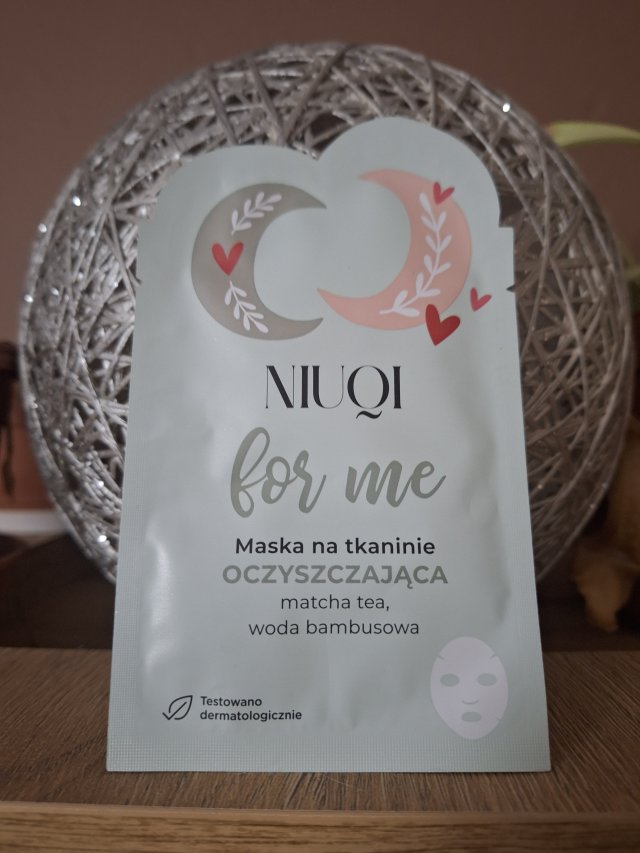 NIUQI
for me
Maska na tkaninie
OCZYSZCZAJĄCA
matcha tea,
woda bambusowa
Testowano
dermatologicznie